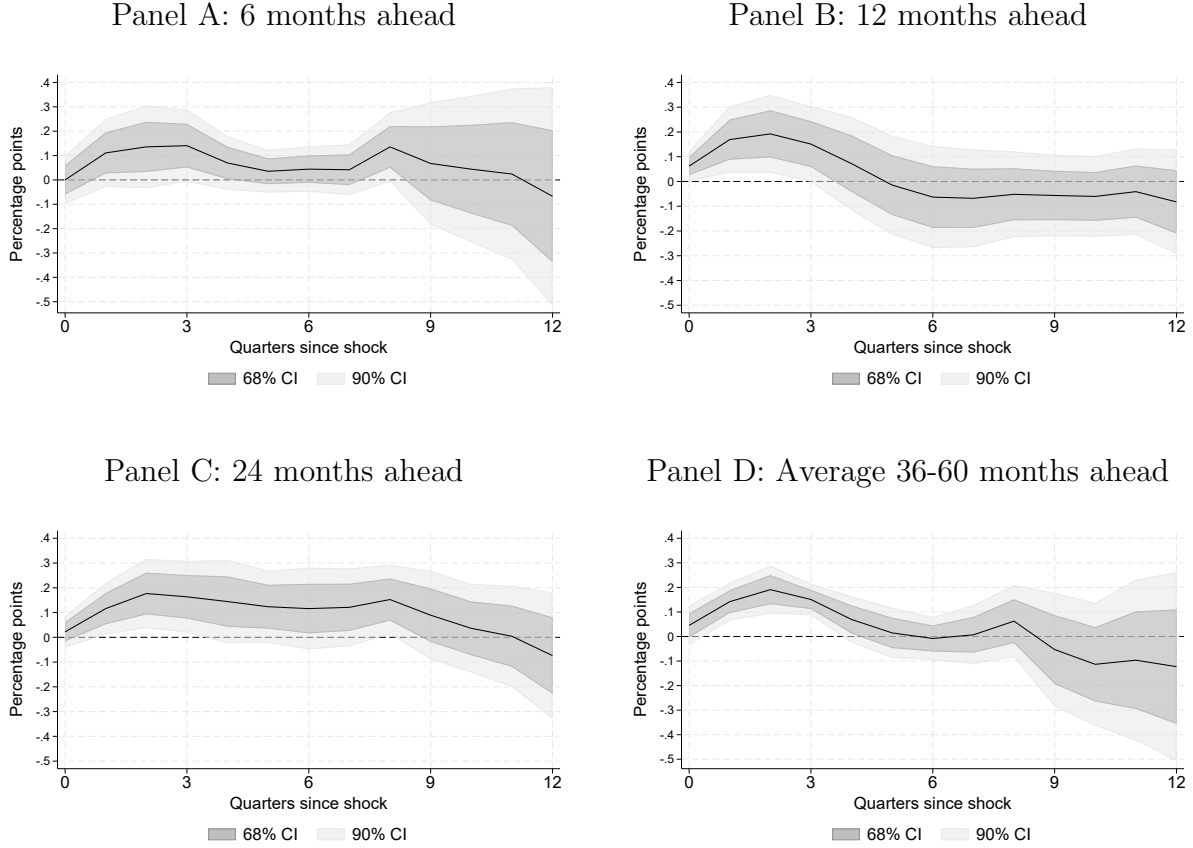 Panel A: 6 months ahead
Percentage points
.4
.3
.2
.1
0
-.1
-.2
-.3
-.4
-.5
0 3 6 9 12
Quarters since shock
68% CI 90% CI
Panel B: 12 months ahead
Percentage points
.4
.3
.2
.1
0
-.1
-.2
-.3
-.4
-.5
0 3 6 9 12
Quarters since shock
68% CI 90% CI
Panel C: 24 months ahead
Percentage points
.4
.3
.2
.1
0
-.1
-.2
-.3
-.4
-.5
0 3 6 9 12
Quarters since shock
68% CI 90% CI
Panel D: Average 36-60 months ahead
Percentage points
.4
.3
.2
.1
0
-.1
-.2
-.3
-.4
-.5
0 3 6 9 12
Quarters since shock
68% CI 90% CI